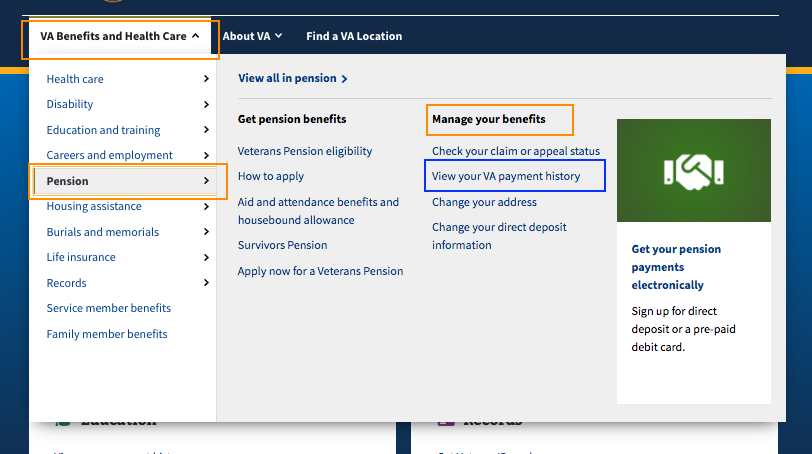 VA Benefits and Health Care
About VA
Find a VA Location
Health care
Disability
Education and training
Careers and employment
Pension
Housing assistance
Burials and memorials
Life insurance
Records
Service member benefits
Family member benefits
View all in pension
Get pension benefits
Veterans Pension eligibility
How to apply
Aid and attendance benefits and
housebound allowance
Survivors Pension
Apply now for a Veterans Pension
Manage your benefits
Check your claim or appeal status
View your VA payment history
Change your address
Change your direct deposit
information
Get your pension
payments
electronically
Sign up for direct
deposit or a pre-paid
debit card.
Education
Records